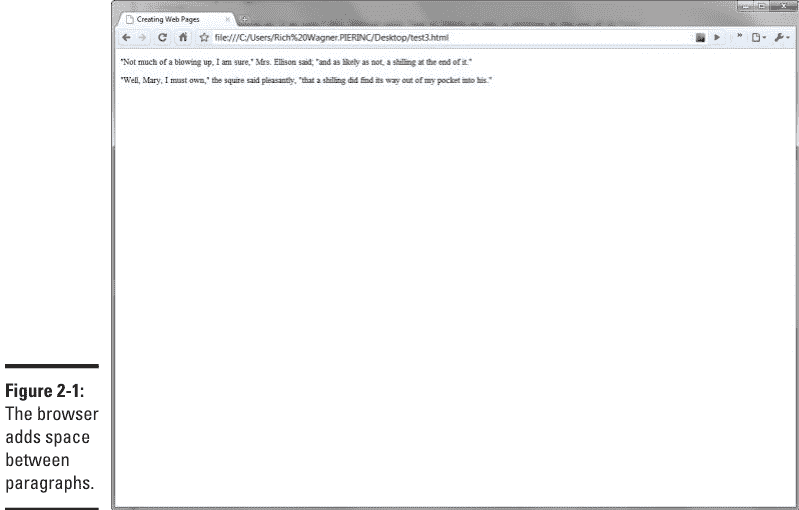 Creating Web Pages
file:///C:/Users/Rich%20Wagner.PIERINC/Desktop/test3.html
"Not much of a blowing up, I am sure," Mrs. Ellison said; "and as likely as not, a shilling at the end of it."
"Well, Mary, I must own," the squire said pleasantly, "that a shilling did find its way out of my pocket into his."
Figure 2-1:
The browser
adds space
between
paragraphs.